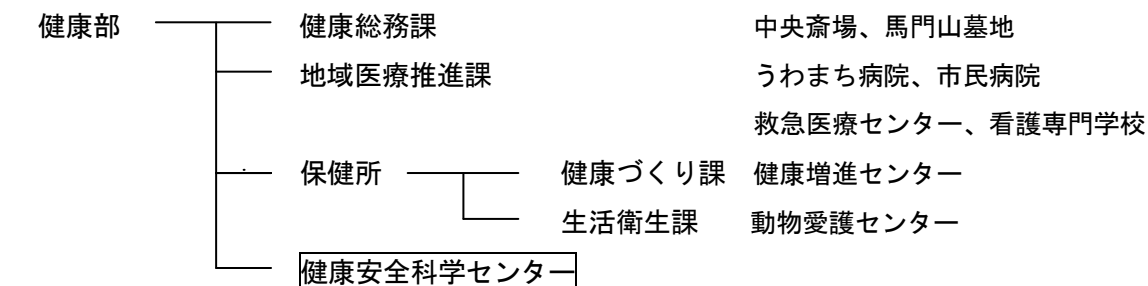 健康部 健康総務課 中央斎場、馬門山墓地
地域医療推進課 うわまち病院、市民病院
救急医療センター、看護専門学校
保健所 健康づくり課 健康増進センター
生活衛生課 動物愛護センター
健康安全科学センター